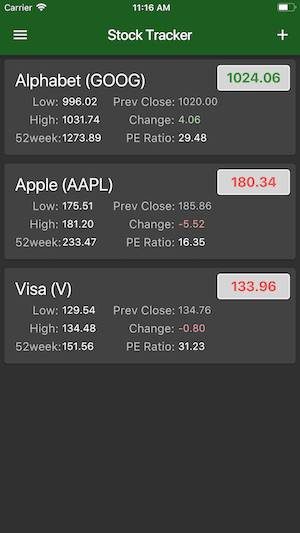 Carrier 11:16 AM
Stock Tracker +
Alphabet (GOOG) 1024.06
Low: 996.02 Prev Close: 1020.00
High: 1031.74 Change: 4.06
52week: 1273.89 PE Ratio: 29.48
Apple (AAPL) 180.34
Low: 175.51 Prev Close: 185.86
High: 181.20 Change: -5.52
52week: 233.47 PE Ratio: 16.35
Visa (V) 133.96
Low: 129.54 Prev Close: 134.76
High: 134.48 Change: -0.80
52week: 151.56 PE Ratio: 31.23